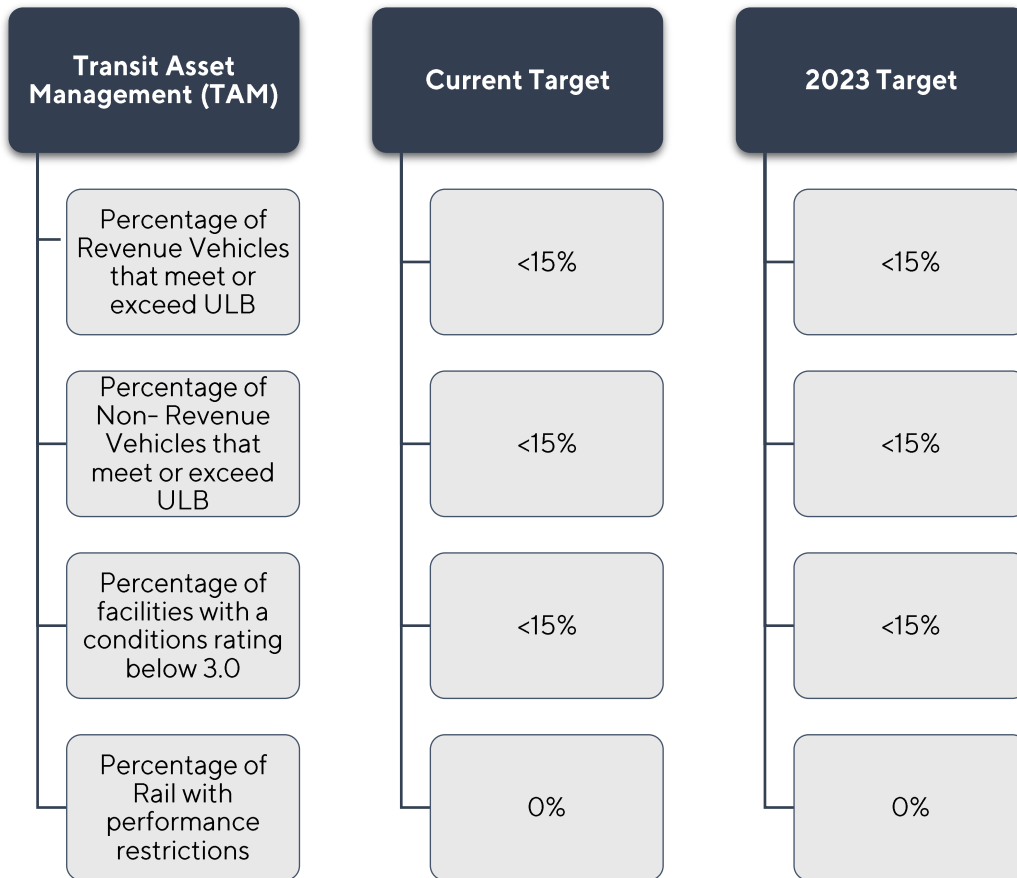 Transit Asset
Management (TAM)
Percentage of
Revenue Vehicles
that meet or
exceed ULB
Percentage of
Non- Revenue
Vehicles that
meet or exceed
ULB
Percentage of
facilities with a
conditions rating
below 3.0
Percentage of
Rail with
performance
restrictions
Current Target
<15%
<15%
<15%
0%
2023 Target
<15%
<15%
<15%
0%